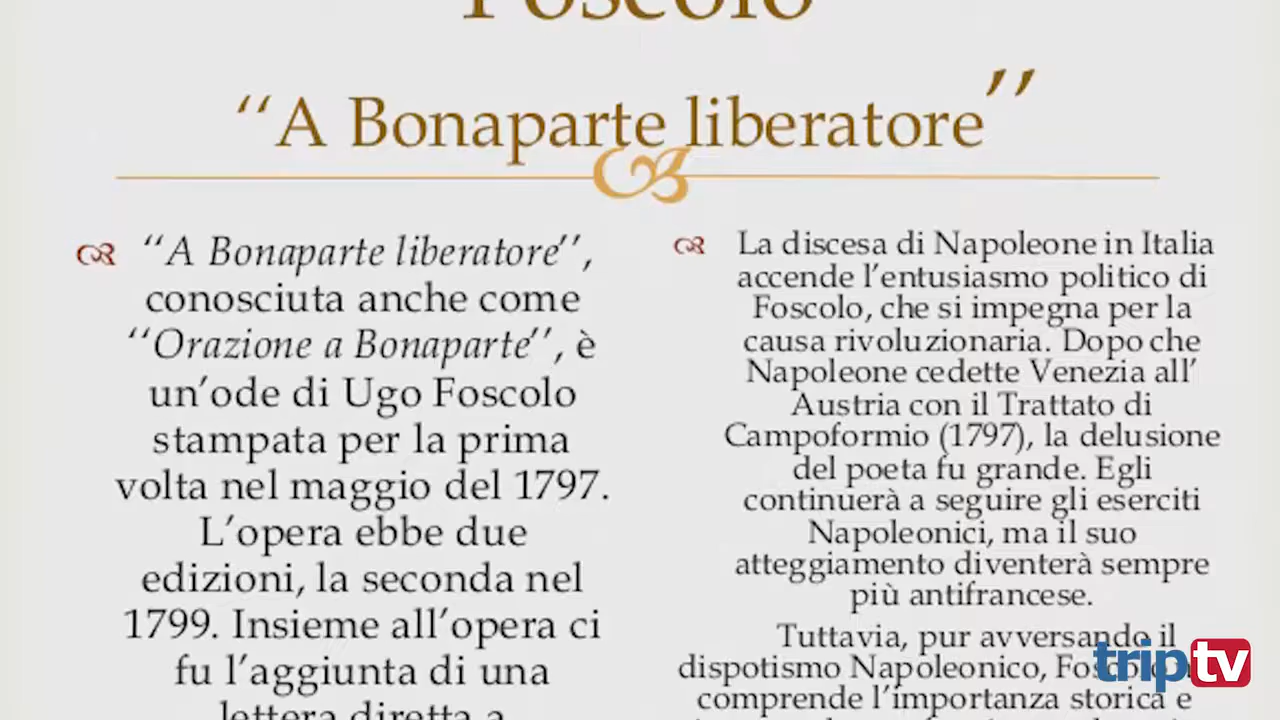 Foscolo
‘‘A Bonaparte liberatore’’
‘‘A Bonaparte liberatore’’,
conosciuta anche come
‘‘Orazione a Bonaparte’’, è
un’ode di Ugo Foscolo
stampata per la prima
volta nel maggio del 1797.
L’opera ebbe due
edizioni, la seconda nel
1799. Insieme all’opera ci
fu l’aggiunta di una
lettera diretta a
La discesa di Napoleone in Italia
accende l’entusiasmo politico di
Foscolo, che si impegna per la
causa rivoluzionaria. Dopo che
Napoleone cedette Venezia all’
Austria con il Trattato di
Campoformio (1797), la delusione
del poeta fu grande. Egli
continuerà a seguire gli eserciti
Napoleonici, ma il suo
atteggiamento diventerà sempre
più antifrancese.
Tuttavia, pur avversando il
dispotismo Napoleonico, Foscolo
comprende l’importanza storica e
triptv